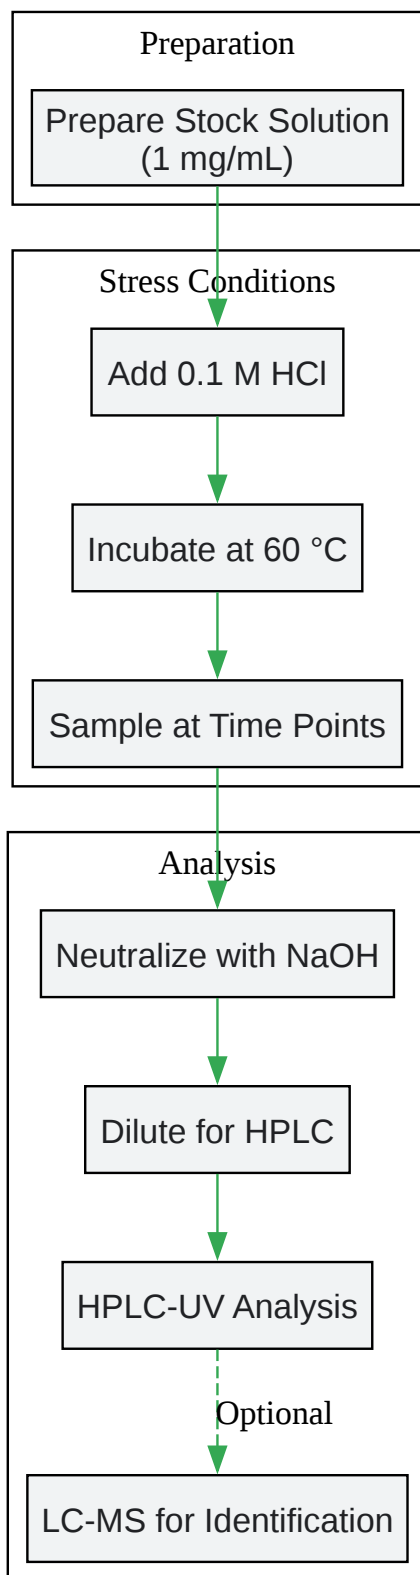 Preparation
Prepare Stock Solution
(1 mg/mL)
Stress Conditions
Add 0.1 M HCl
Incubate at 60 °C
Sample at Time Points
Analysis
Neutralize with NaOH
Dilute for HPLC
HPLC-UV Analysis
Optional
LC-MS for Identification